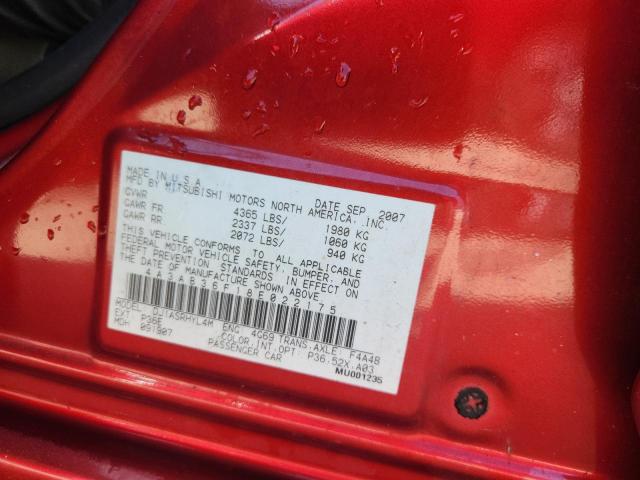 MADE IN U.S.A.
MFD BY MITSUBISHI MOTORS NORTH AMERICA, INC.
DATE SEP 2007
GVWR 4365 LBS/ 1980 KG
GAWR FR 2337 LBS/ 1060 KG
GAWR RR 2072 LBS/ 940 KG
THIS VEHICLE CONFORMS TO ALL APPLICABLE
FEDERAL MOTOR VEHICLE SAFETY, BUMPER, AND
THEFT PREVENTION STANDARDS IN EFFECT ON
THE DATE OF MANUFACTURE SHOWN ABOVE
4A3AB36F18E022175
MODEL: DJ1ASRHYL4M ENG: 4G69 TRANS.AXLE: F4A4B
EXT: P36E COLOR.INT.OPT: P36.52X.A03
MDH 091907 PASSENGER CAR
MU001235